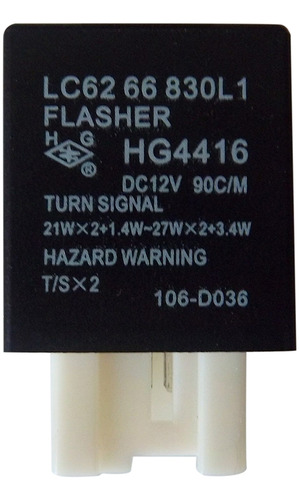 LC62 66 830L1
FLASHER
H G
®
HG4416
DC12V 90C/M
TURN SIGNAL
21W×2+1.4W~27W×2+3.4W
HAZARD WARNING
T/S×2
106-D036